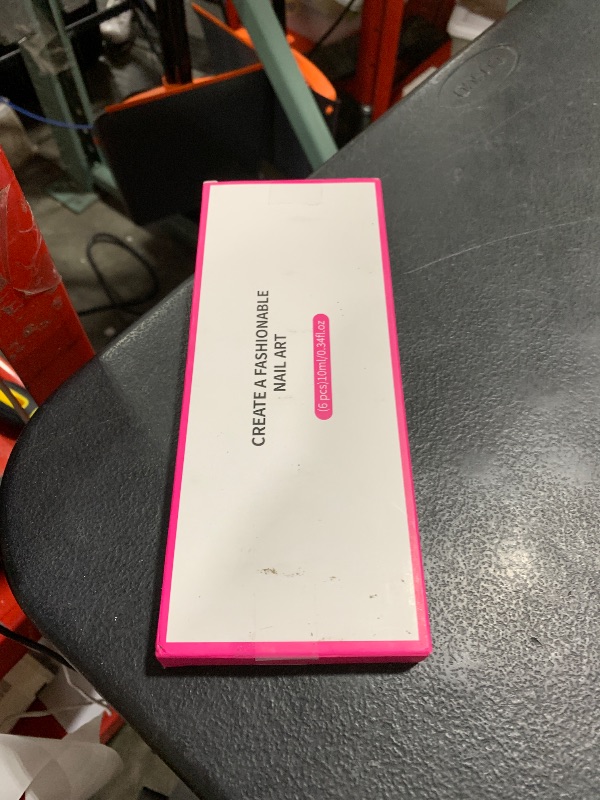 CREATE A FASHIONABLE
NAIL ART
(6 pcs)10ml/0.34fl.oz